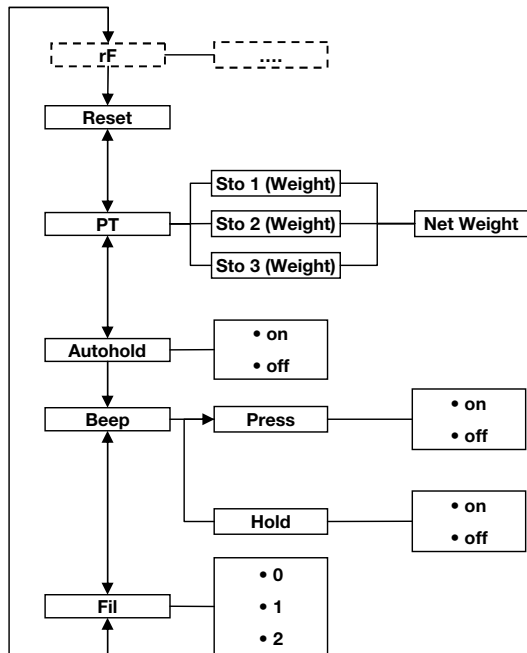 rF
....
Reset
Sto 1 (Weight)
PT
Sto 2 (Weight)
Net Weight
Sto 3 (Weight)
Autohold
• on
• off
Beep
Press
• on
• off
Hold
• on
• off
Fil
• 0
• 1
• 2